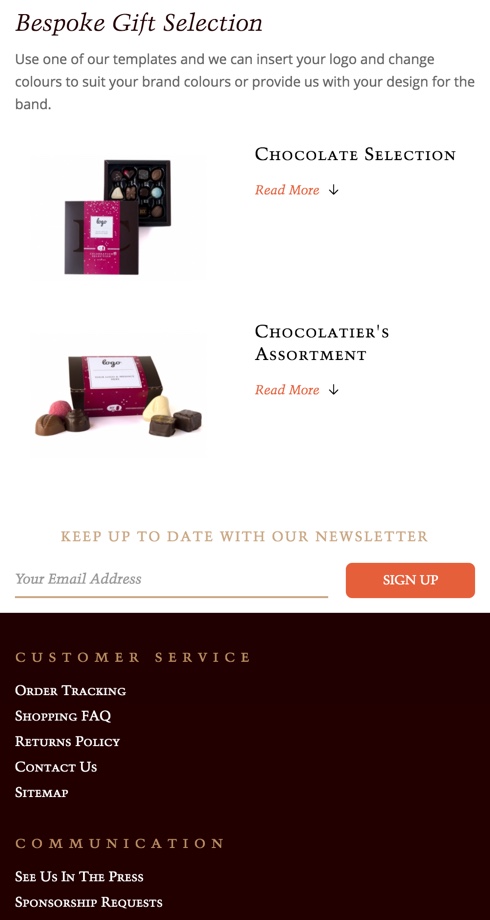 Bespoke Gift Selection
Use one of our templates and we can insert your logo and change
colours to suit your brand colours or provide us with your design for the
band.
Chocolate Selection
Read More ↓
logo
Chocolatier's
Assortment
Read More ↓
logo
KEEP UP TO DATE WITH OUR NEWSLETTER
Your Email Address
SIGN UP
CUSTOMER SERVICE
Order Tracking
Shopping FAQ
Returns Policy
Contact Us
Sitemap
COMMUNICATION
See Us In The Press
Sponsorship Requests